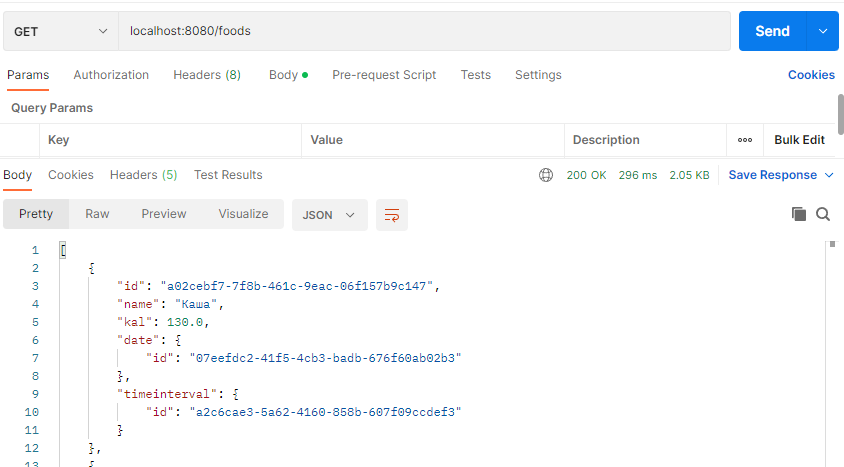 GET localhost:8080/foods Send
Params Authorization Headers (8) Body Pre-request Script Tests Settings Cookies
Query Params
Key Value Description Bulk Edit
Body Cookies Headers (5) Test Results 200 OK 296 ms 2.05 KB Save Response
Pretty Raw Preview Visualize JSON
1 [
2 {
3 "id": "a02cebf7-7f8b-461c-9eac-06f157b9c147",
4 "name": "Каша",
5 "kal": 130.0,
6 "date": {
7 "id": "07eefdc2-41f5-4cb3-badb-676f60ab02b3"
8 },
9 "timeinterval": {
10 "id": "a2c6cae3-5a62-4160-858b-607f09ccdef3"
11 }
12 },
13 {